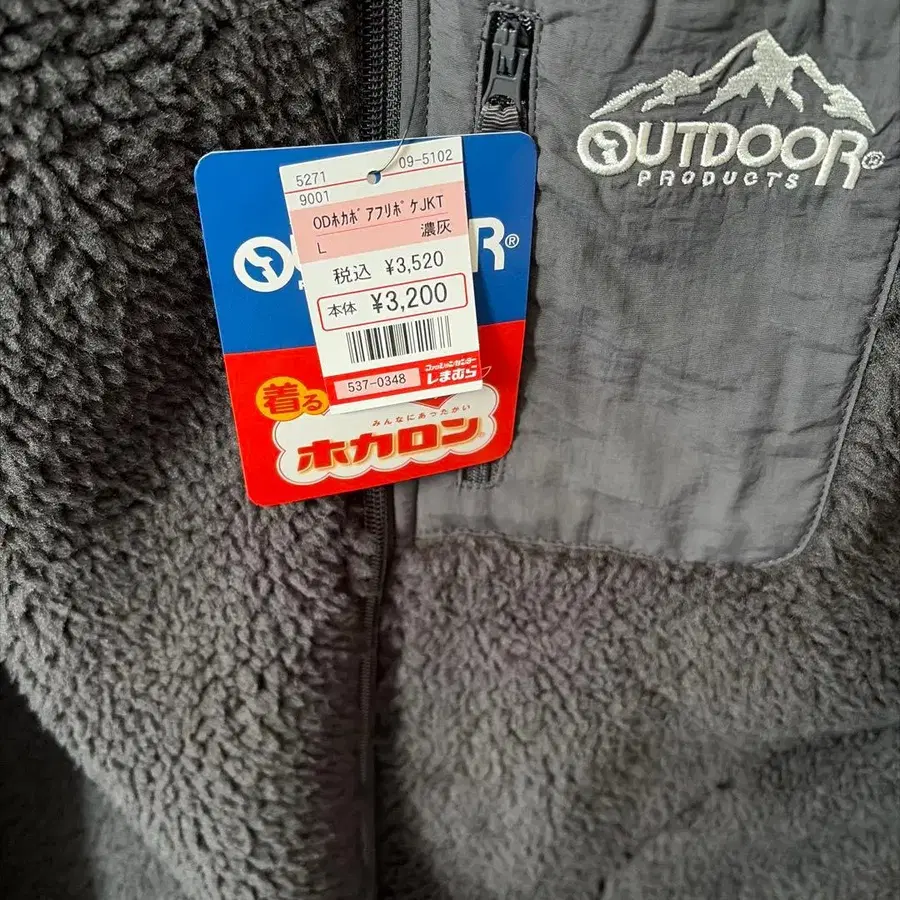 OUTDOOR®
PRODUCTS
5271
09-5102
9001
ODホカボアフリポケJKT
L 濃灰
税込 ¥3,520
本体 ¥3,200
537-0348
ファッションセンター
しまむら
着る
みんなにあったかい
ホカロン®